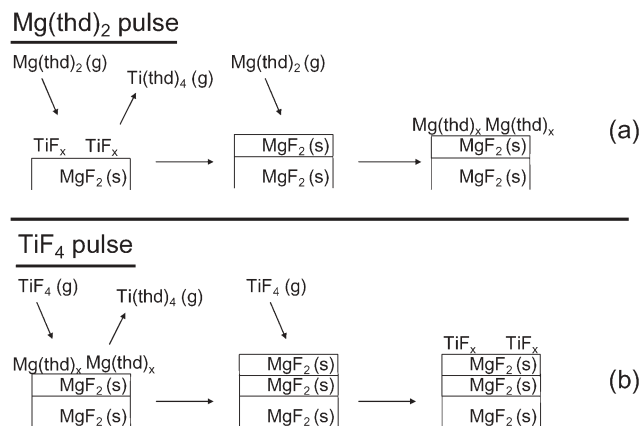 Mg(thd)₂ pulse
Mg(thd)₂ (g)
Ti(thd)₄ (g)
Mg(thd)₂ (g)
TiFₓ TiFₓ
MgF₂ (s)
MgF₂ (s)
MgF₂ (s)
Mg(thd)ₓ Mg(thd)ₓ
MgF₂ (s)
MgF₂ (s)
(a)
TiF₄ pulse
TiF₄ (g)
Ti(thd)₄ (g)
TiF₄ (g)
Mg(thd)ₓ Mg(thd)ₓ
MgF₂ (s)
MgF₂ (s)
MgF₂ (s)
MgF₂ (s)
MgF₂ (s)
TiFₓ TiFₓ
MgF₂ (s)
MgF₂ (s)
MgF₂ (s)
(b)